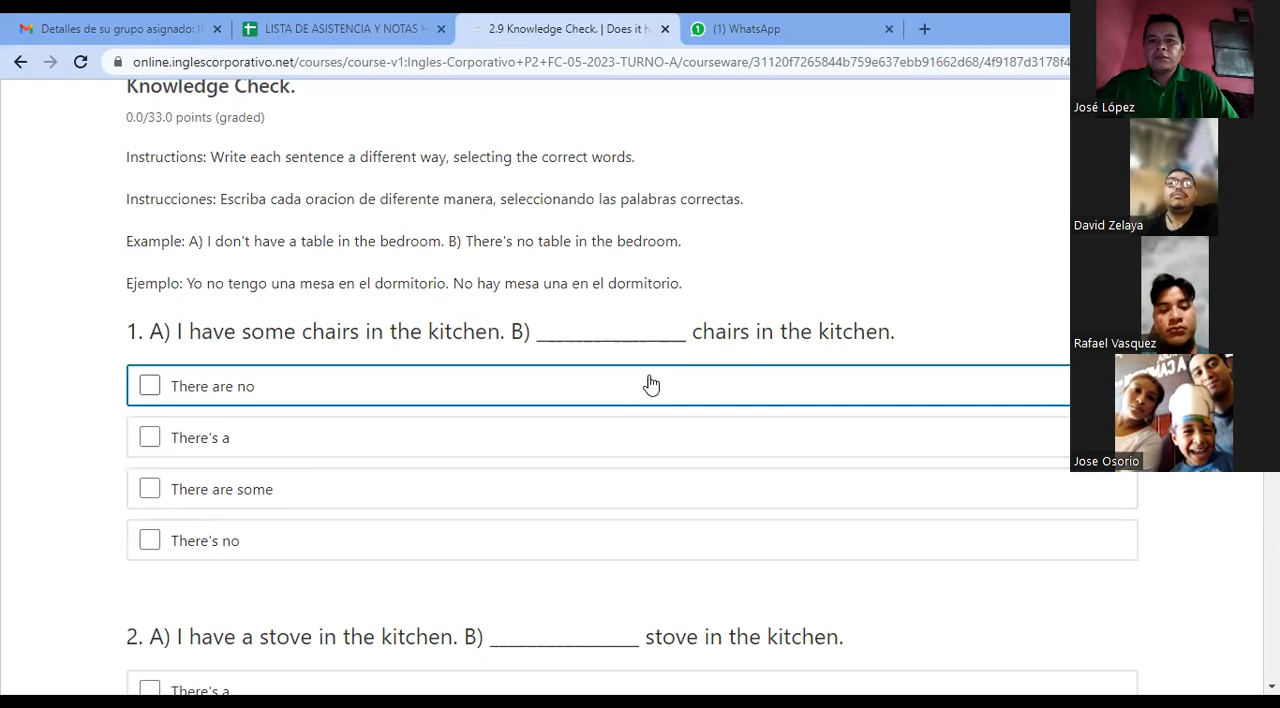 Detalles de su grupo asignado: I
LISTA DE ASISTENCIA Y NOTAS
2.9 Knowledge Check. | Does it h
(1) WhatsApp
online.inglescorporativo.net/courses/course-v1:Ingles-Corporativo+P2+FC-05-2023-TURNO-A/courseware/31120f726b844b759e637ebb91662d68/4f9187d3178f4
Knowledge Check.
0.0/33.0 points (graded)
Instructions: Write each sentence a different way, selecting the correct words.
Instrucciones: Escriba cada oracion de diferente manera, seleccionando las palabras correctas.
Example: A) I don't have a table in the bedroom. B) There's no table in the bedroom.
Ejemplo: Yo no tengo una mesa en el dormitorio. No hay mesa una en el dormitorio.
1. A) I have some chairs in the kitchen. B) ________________ chairs in the kitchen.
There are no
There's a
There are some
There's no
2. A) I have a stove in the kitchen. B) ________________ stove in the kitchen.
There's a
José López
David Zelaya
Rafael Vasquez
Jose Osorio